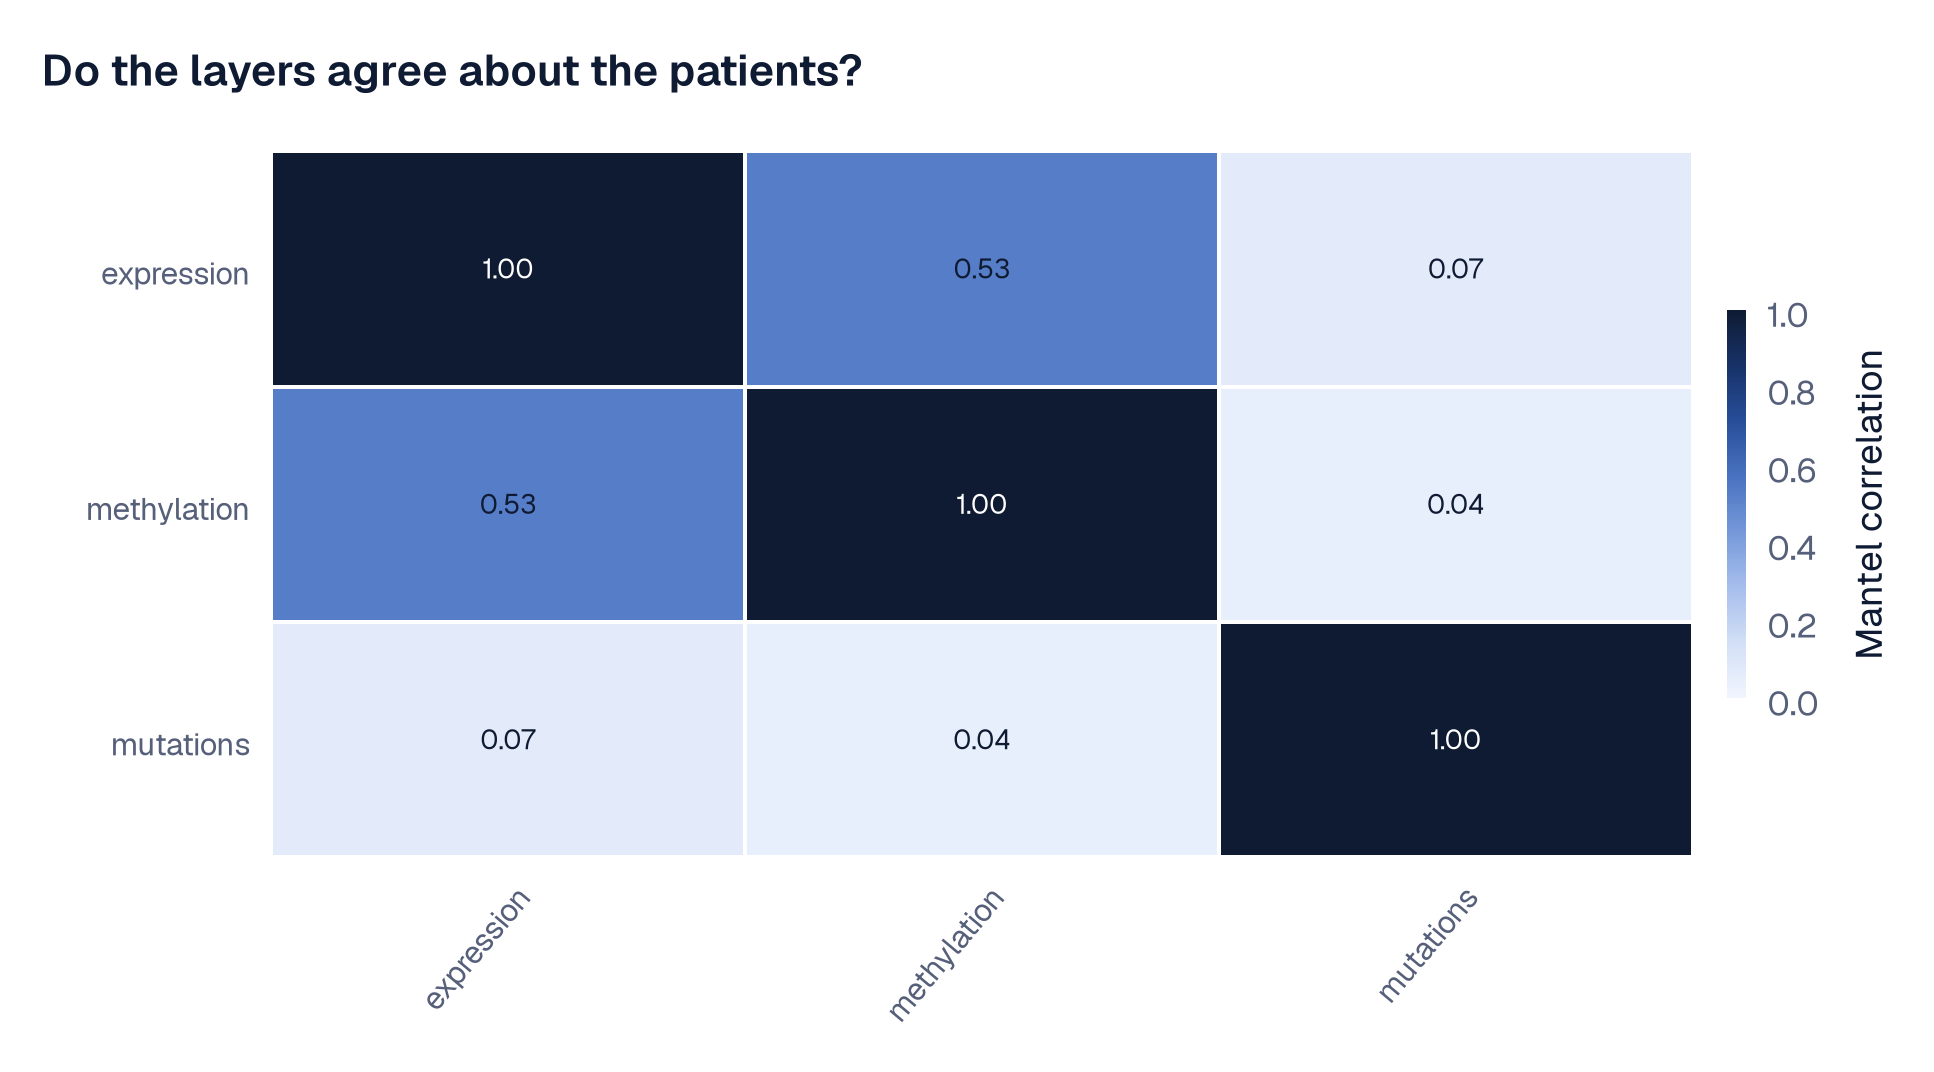 Do the layers agree about the patients?
expression 1.00 0.53 0.07
methylation 0.53 1.00 0.04
mutations 0.07 0.04 1.00
expression methylation mutations
1.0
0.8
0.6
0.4
0.2
0.0
Mantel correlation